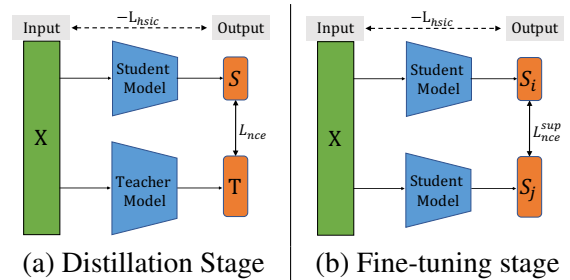 Input -L_hsic Output
X
Student Model
S
L_nce
Teacher Model
T
(a) Distillation Stage
Input -L_hsic Output
X
Student Model
S_i
L_nce^sup
Student Model
S_j
(b) Fine-tuning stage